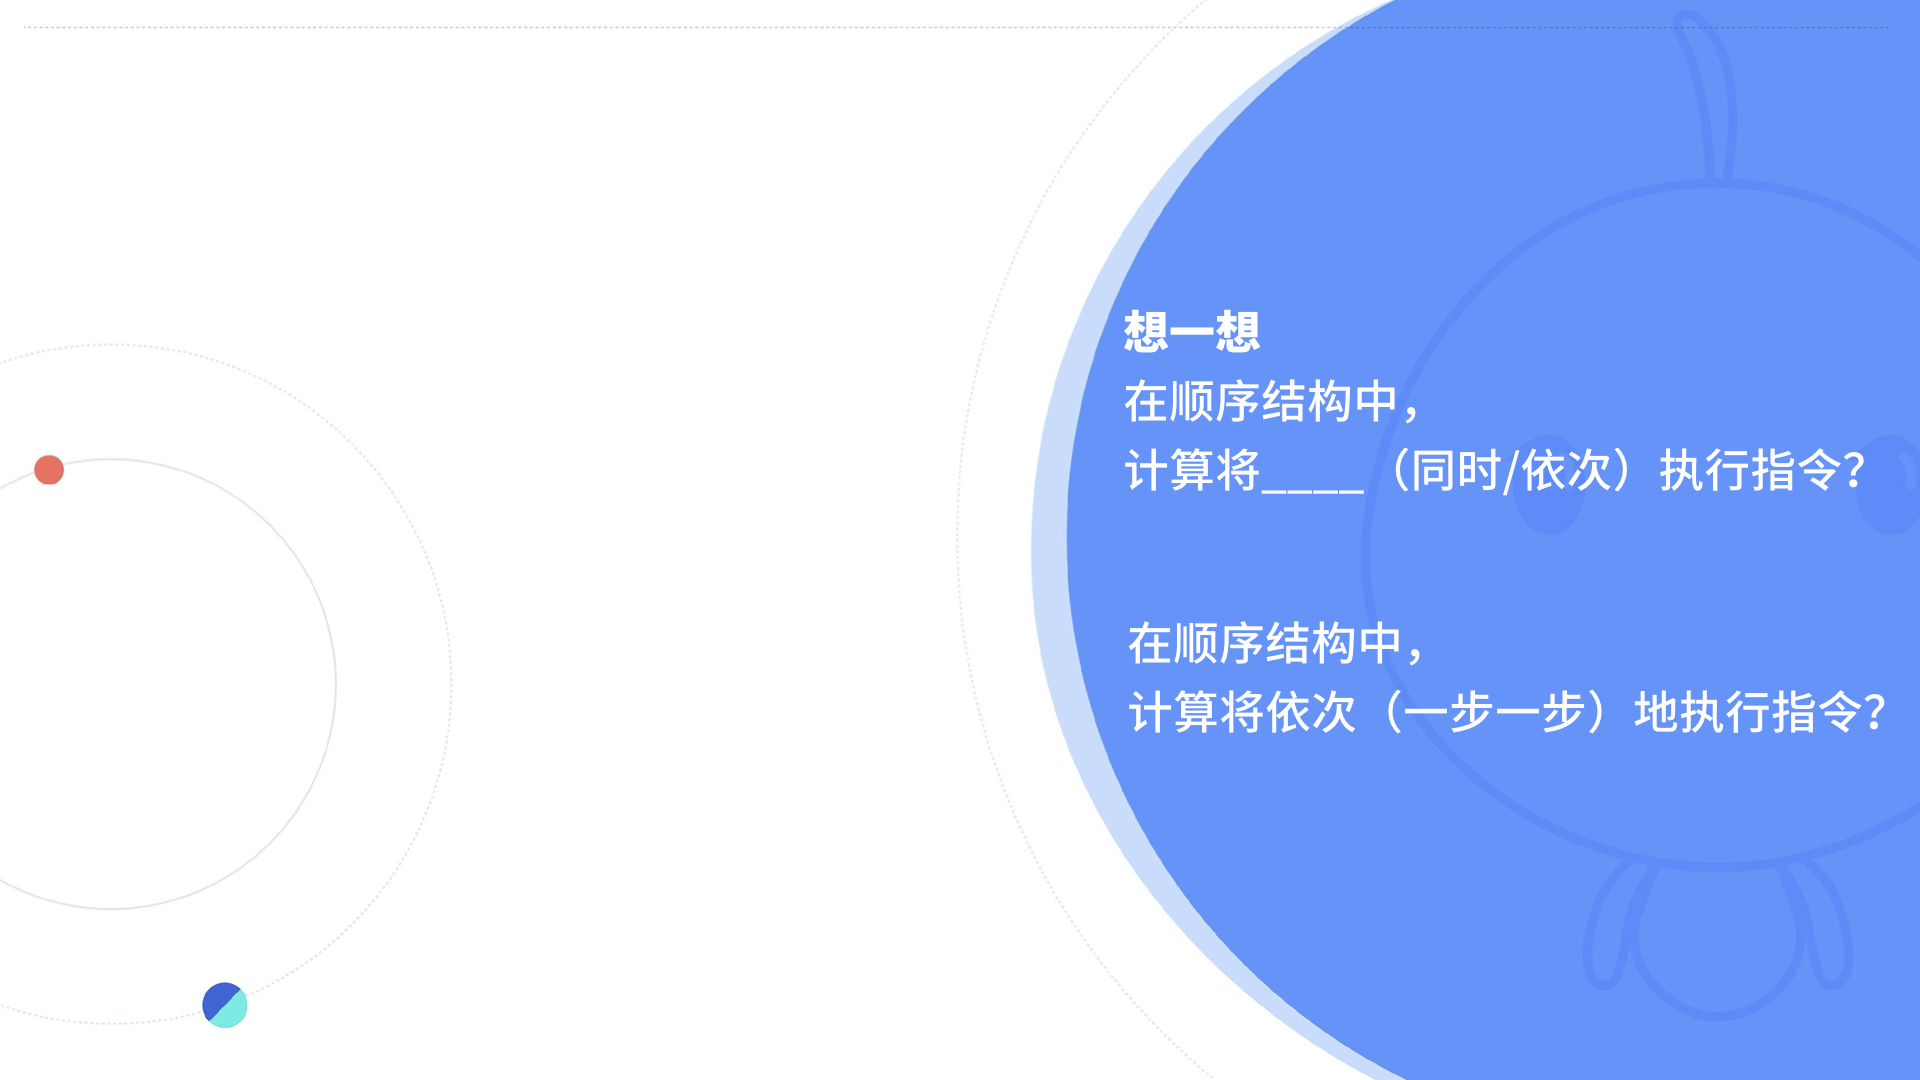 想一想
在顺序结构中，
计算将____（同时/依次）执行指令？
在顺序结构中，
计算将依次（一步一步）地执行指令？